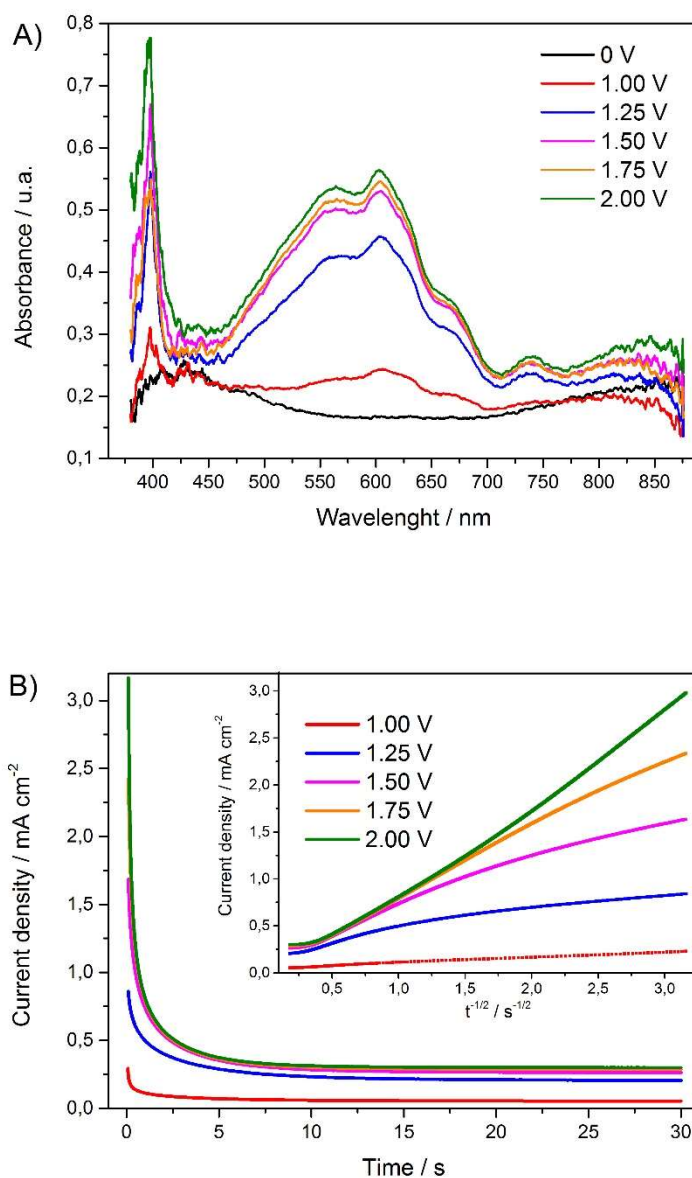 A)
0,8
0,7
0,6
0,5
0,4
0,3
0,2
0,1
Absorbance / u.a.
0 V
1.00 V
1.25 V
1.50 V
1.75 V
2.00 V
400 450 500 550 600 650 700 750 800 850
Wavelenght / nm
B)
3,0
2,5
2,0
1,5
1,0
0,5
0,0
Current density / mA cm⁻²
3,0
2,5
2,0
1,5
1,0
0,5
0,0
Current density / mA cm⁻²
1.00 V
1.25 V
1.50 V
1.75 V
2.00 V
0,5 1,0 1,5 2,0 2,5 3,0
t⁻¹/² / s⁻¹/²
0 5 10 15 20 25 30
Time / s